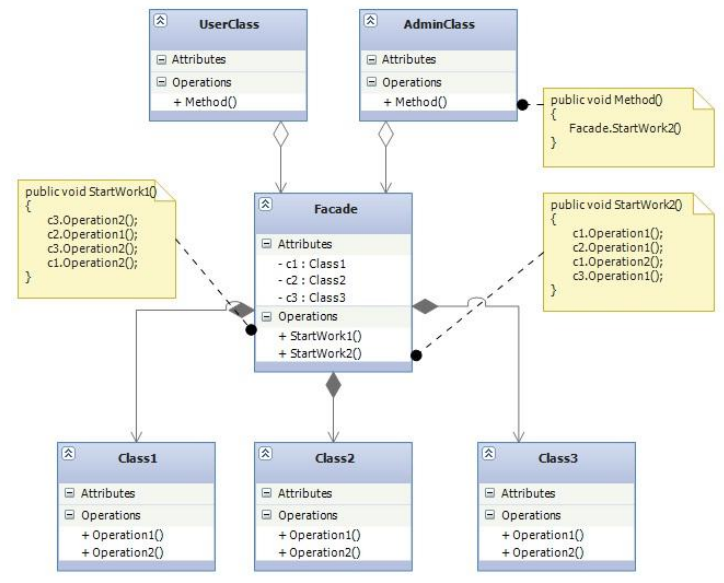 UserClass
Attributes
Operations
+ Method()
AdminClass
Attributes
Operations
+ Method()
public void Method()
{
Facade.StartWork2()
}
public void StartWork1()
{
c3.Operation2();
c2.Operation1();
c3.Operation2();
c1.Operation2();
}
Facade
Attributes
- c1 : Class1
- c2 : Class2
- c3 : Class3
Operations
+ StartWork1()
+ StartWork2()
public void StartWork2()
{
c1.Operation1();
c2.Operation1();
c1.Operation2();
c3.Operation1();
}
Class1
Attributes
Operations
+ Operation1()
+ Operation2()
Class2
Attributes
Operations
+ Operation1()
+ Operation2()
Class3
Attributes
Operations
+ Operation1()
+ Operation2()